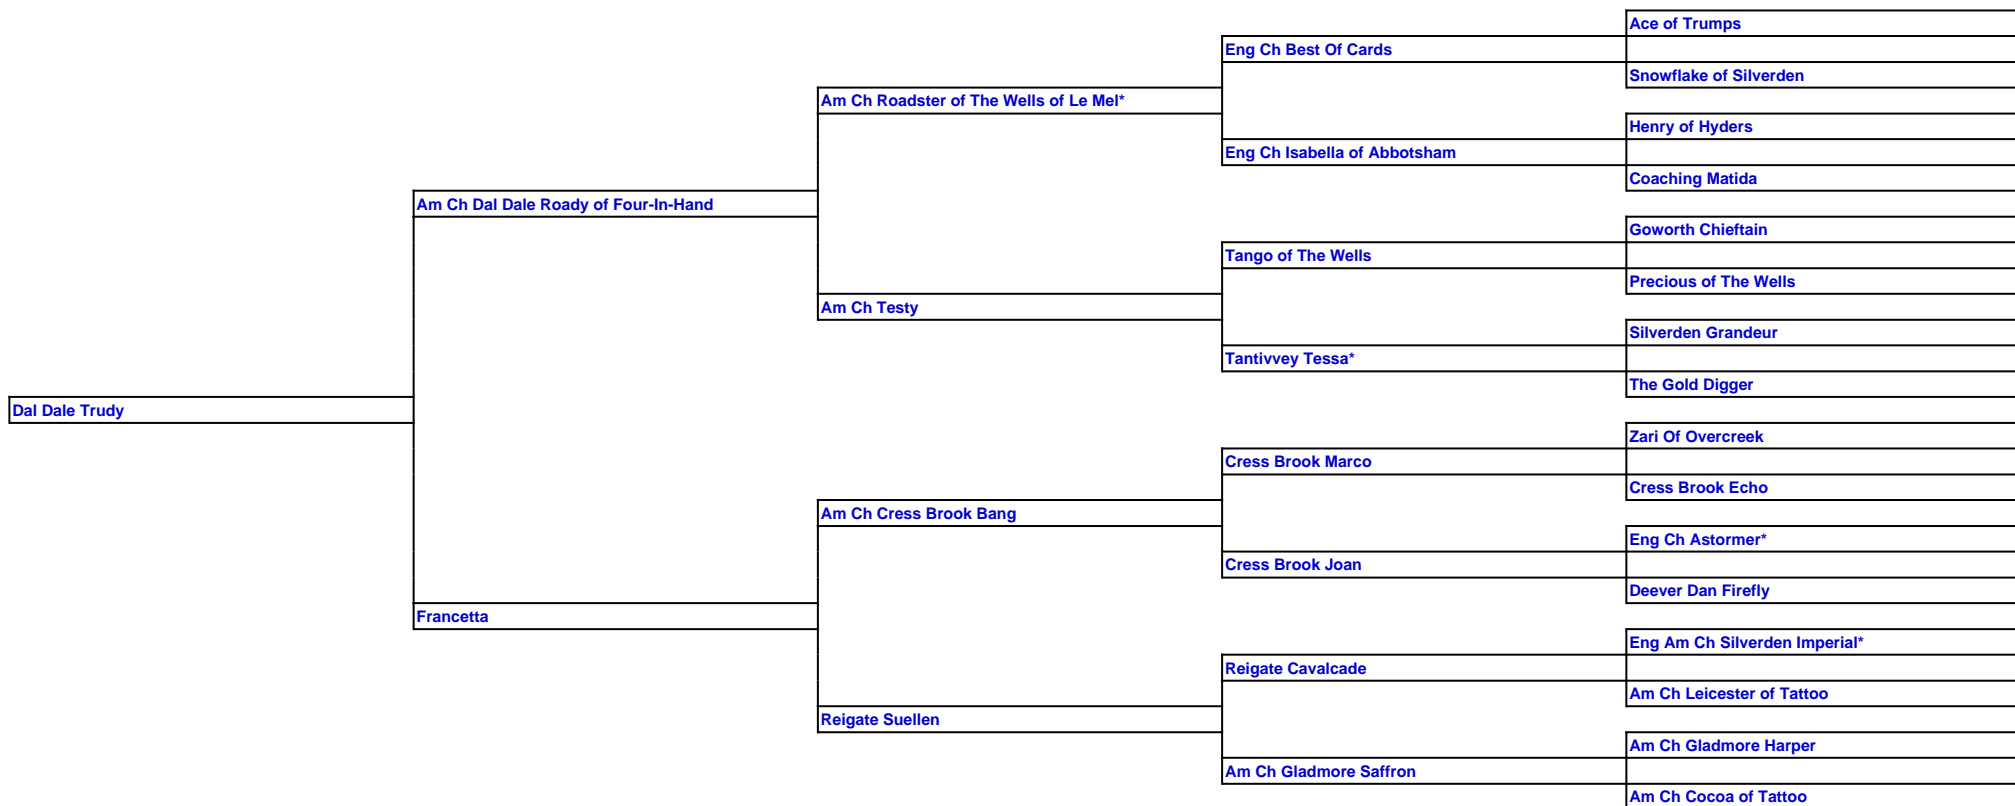 Ace of Trumps
Eng Ch Best Of Cards
Snowflake of Silverden
Am Ch Roadster of The Wells of Le Mel*
Henry of Hyders
Eng Ch Isabella of Abbotsham
Coaching Matida
Am Ch Dal Dale Roady of Four-In-Hand
Goworth Chieftain
Tango of The Wells
Precious of The Wells
Am Ch Testy
Silverden Grandeur
Tantivvey Tessa*
The Gold Digger
Dal Dale Trudy
Zari Of Overcreek
Cress Brook Marco
Cress Brook Echo
Am Ch Cress Brook Bang
Eng Ch Astormer*
Cress Brook Joan
Deever Dan Firefly
Francetta
Eng Am Ch Silverden Imperial*
Reigate Cavalcade
Am Ch Leicester of Tattoo
Reigate Suellen
Am Ch Gladmore Harper
Am Ch Gladmore Saffron
Am Ch Cocoa of Tattoo